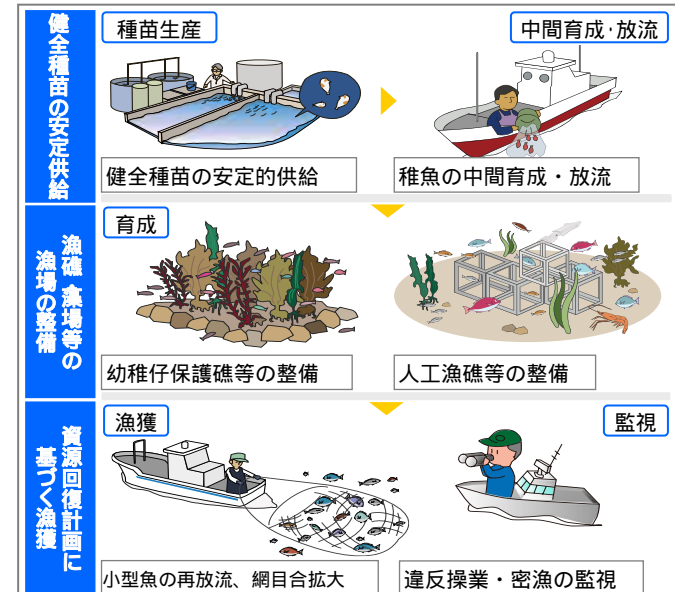 健全種苗の安定供給
種苗生産
中間育成・放流
健全種苗の安定的供給
稚魚の中間育成・放流
漁礁・藻場等の
漁場の整備
育成
幼稚仔保護礁等の整備
人工漁礁等の整備
資源回復計画に
基づく漁獲
漁獲
監視
小型魚の再放流、網目合拡大
違反操業・密漁の監視